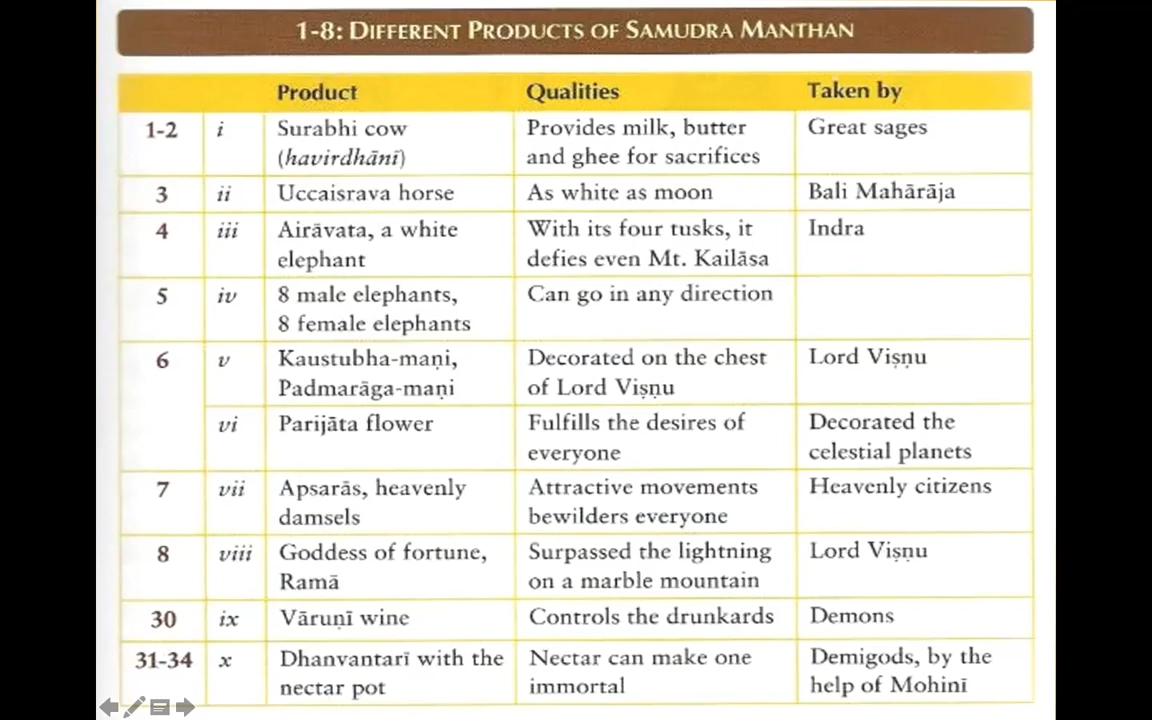 1-8: DIFFERENT PRODUCTS OF SAMUDRA MANTHAN
Product Qualities Taken by
1-2 i Surabhi cow Provides milk, butter Great sages
(havirdhānī) and ghee for sacrifices
3 ii Uccaisrava horse As white as moon Bali Mahārāja
4 iii Airāvata, a white With its four tusks, it Indra
elephant defies even Mt. Kailāsa
5 iv 8 male elephants, Can go in any direction
8 female elephants
6 v Kaustubha-maṇi, Decorated on the chest Lord Viṣṇu
Padmarāga-maṇi of Lord Viṣṇu
vi Parijāta flower Fulfills the desires of Decorated the
everyone celestial planets
7 vii Apsarās, heavenly Attractive movements Heavenly citizens
damsels bewilders everyone
8 viii Goddess of fortune, Surpassed the lightning Lord Viṣṇu
Ramā on a marble mountain
30 ix Vāruṇī wine Controls the drunkards Demons
31-34 x Dhanvantarī with the Nectar can make one Demigods, by the
nectar pot immortal help of Mohinī